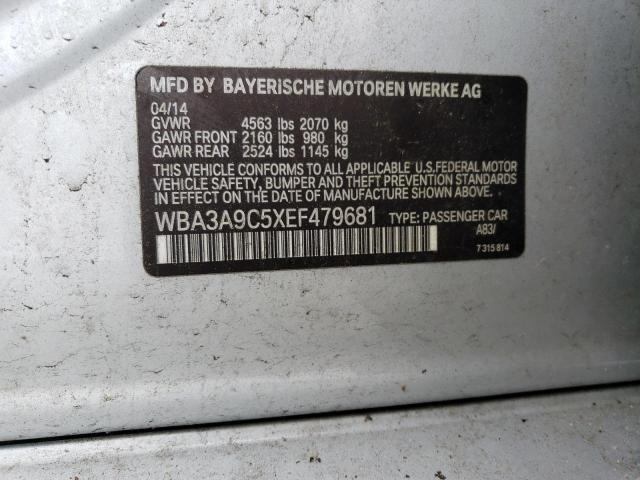 MFD BY BAYERISCHE MOTOREN WERKE AG
04/14
GVWR 4563 lbs 2070 kg
GAWR FRONT 2160 lbs 980 kg
GAWR REAR 2524 lbs 1145 kg
THIS VEHICLE CONFORMS TO ALL APPLICABLE U.S.FEDERAL MOTOR
VEHICLE SAFETY, BUMPER AND THEFT PREVENTION STANDARDS IN
EFFECT ON THE DATE OF MANUFACTURE SHOWN ABOVE.
WBA3A9C5XEF479681 TYPE: PASSENGER CAR
A83/
7 315 814